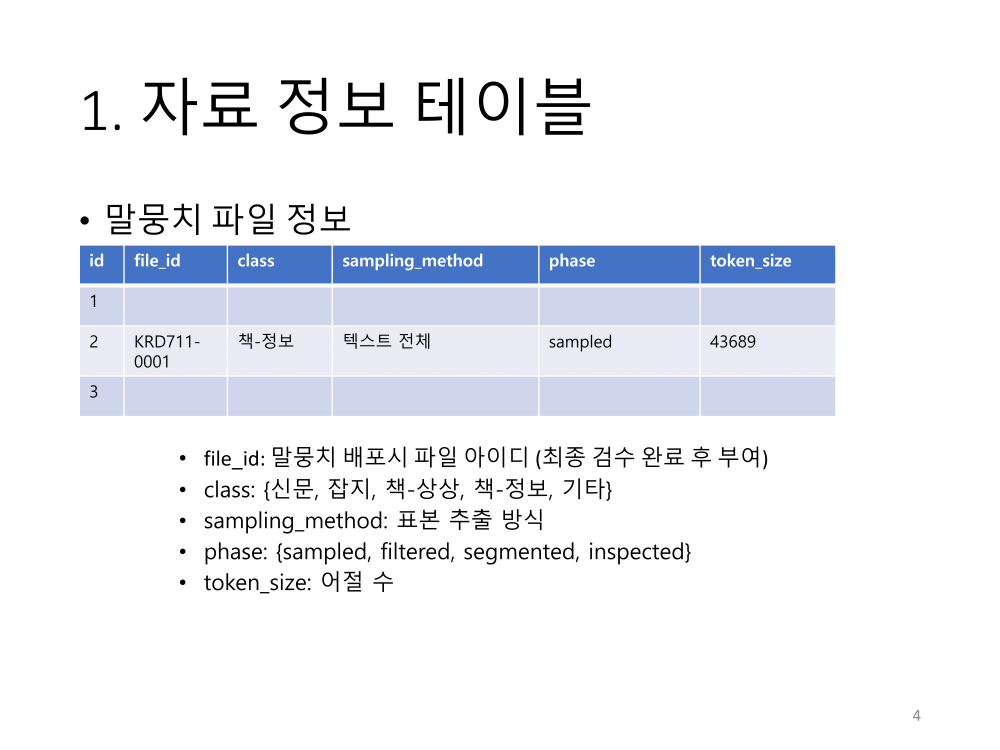 1. 자료 정보 테이블
• 말뭉치 파일 정보
id file_id class sampling_method phase token_size
1
2 KRD711-0001 책-정보 텍스트 전체 sampled 43689
3
• file_id: 말뭉치 배포시 파일 아이디 (최종 검수 완료 후 부여)
• class: {신문, 잡지, 책-상상, 책-정보, 기타}
• sampling_method: 표본 추출 방식
• phase: {sampled, filtered, segmented, inspected}
• token_size: 어절 수
4